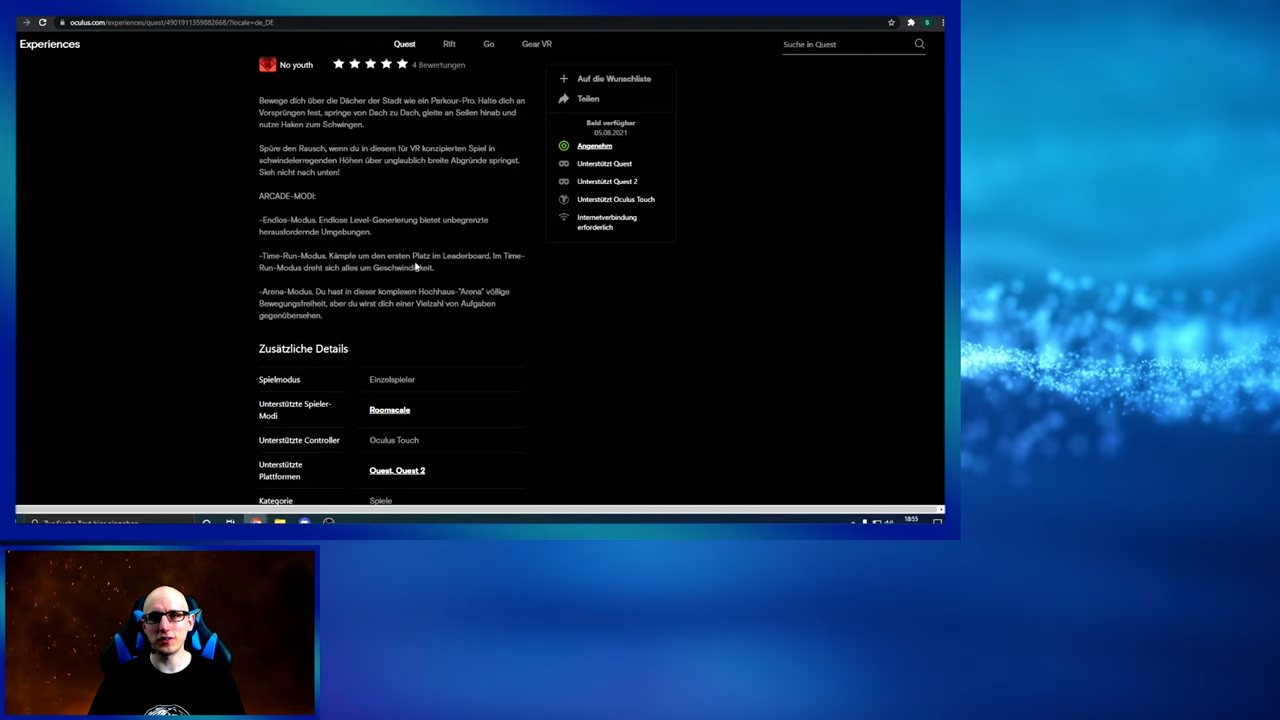 oculus.com/experiences/quest/4901911359882668/?locale=de_DE
S
Experiences
Quest
Rift
Go
Gear VR
Suche in Quest
No youth
4 Bewertungen
Bewege dich über die Dächer der Stadt wie ein Parkour-Pro. Halte dich an
Vorsprüngen fest, springe von Dach zu Dach, gleite an Seilen hinab und
nutze Haken zum Schwingen.
Spüre den Rausch, wenn du in diesem für VR konzipierten Spiel in
schwindelerregenden Höhen über unglaublich breite Abgründe springst.
Sieh nicht nach unten!
ARCADE-MODI:
-Endlos-Modus. Endlose Level-Generierung bietet unbegrenzte
herausfordernde Umgebungen.
-Time-Run-Modus. Kämpfe um den ersten Platz im Leaderboard. Im Time-
Run-Modus dreht sich alles um Geschwindigkeit.
-Arena-Modus. Du hast in dieser komplexen Hochhaus-"Arena" völlige
Bewegungsfreiheit, aber du wirst dich einer Vielzahl von Aufgaben
gegenübersehen.
Auf die Wunschliste
Teilen
Bald verfügbar
05.08.2021
Angenehm
Unterstützt Quest
Unterstützt Quest 2
Unterstützt Oculus Touch
Internetverbindung
erforderlich
Zusätzliche Details
Spielmodus
Einzelspieler
Unterstützte Spieler-
Modi
Roomscale
Unterstützte Controller
Oculus Touch
Unterstützte
Plattformen
Quest, Quest 2
Kategorie
Spiele
Zur Suche Text hier eingeben
18:55